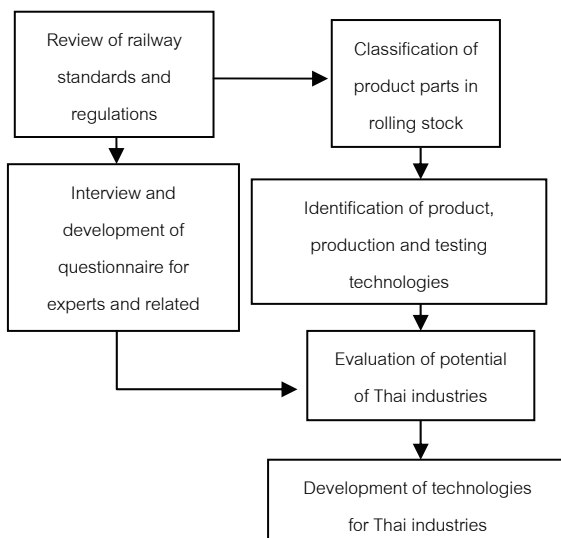 Review of railway
standards and
regulations
Classification of
product parts in
rolling stock
Interview and
development of
questionnaire for
experts and related
Identification of product,
production and testing
technologies
Evaluation of potential
of Thai industries
Development of technologies
for Thai industries